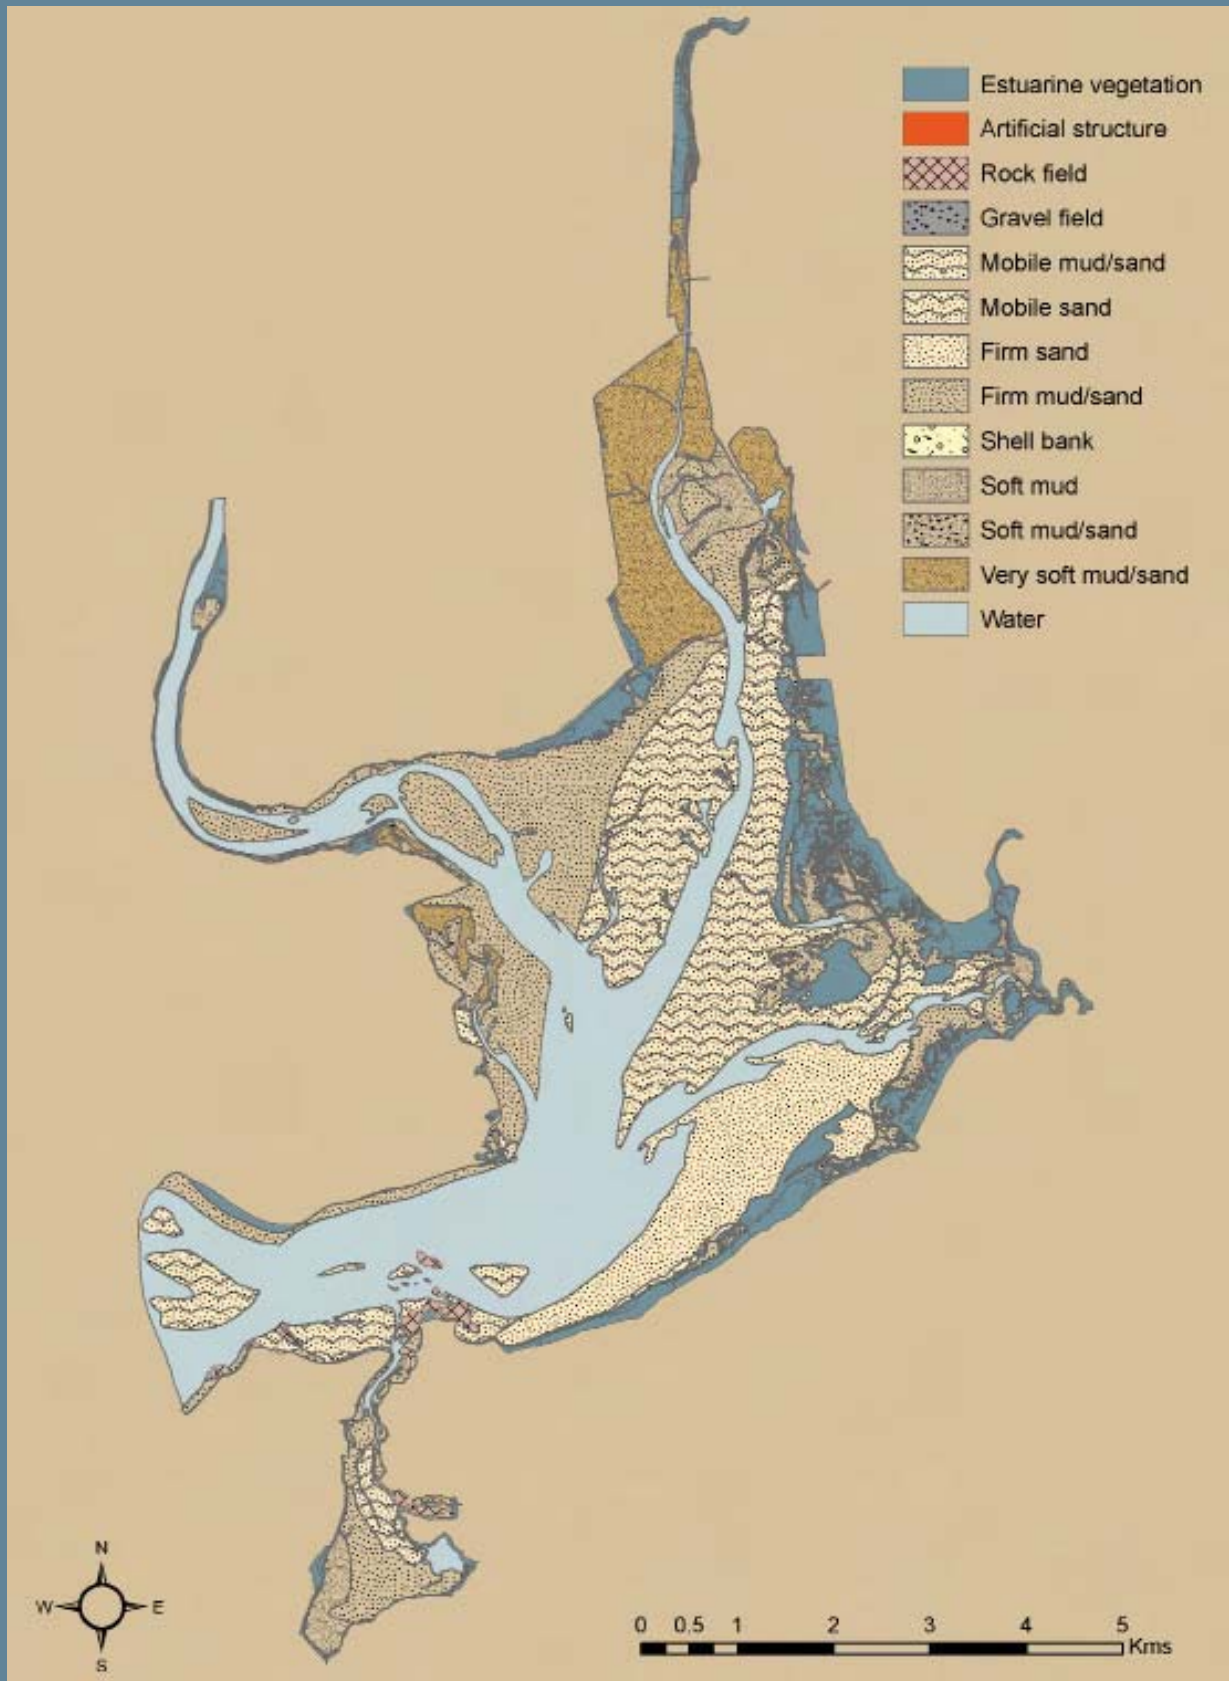 Estuarine vegetation
Artificial structure
Rock field
Gravel field
Mobile mud/sand
Mobile sand
Firm sand
Firm mud/sand
Shell bank
Soft mud
Soft mud/sand
Very soft mud/sand
Water
N
W E
S
0 0.5 1 2 3 4 5
Kms